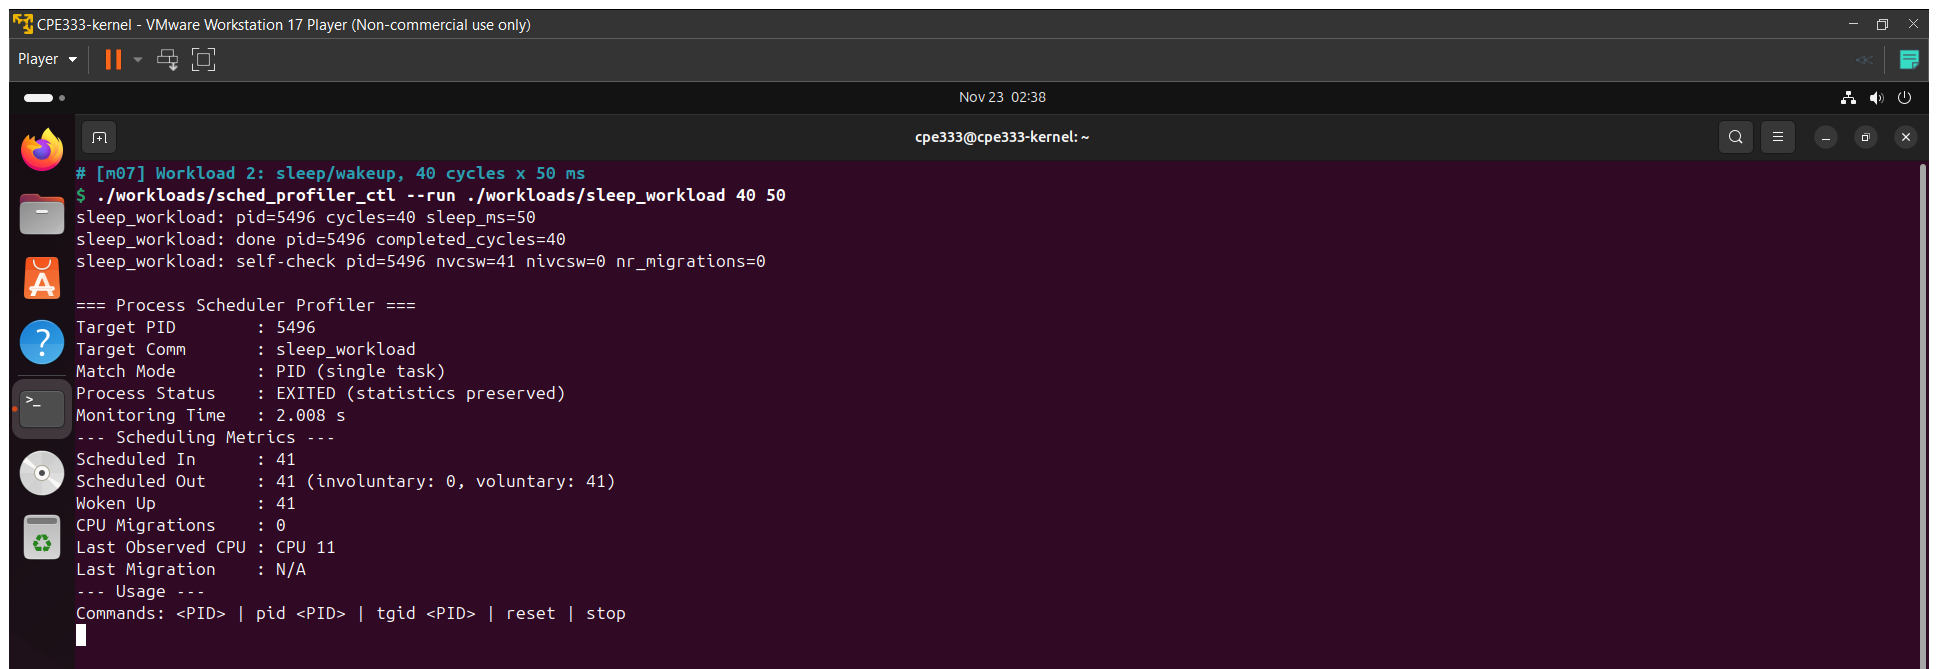 CPE333-kernel - VMware Workstation 17 Player (Non-commercial use only)
Player
Nov 23 02:38
cpe333@cpe333-kernel: ~
# [m07] Workload 2: sleep/wakeup, 40 cycles x 50 ms
$ ./workloads/sched_profiler_ctl --run ./workloads/sleep_workload 40 50
sleep_workload: pid=5496 cycles=40 sleep_ms=50
sleep_workload: done pid=5496 completed_cycles=40
sleep_workload: self-check pid=5496 nvcsw=41 nivcsw=0 nr_migrations=0
=== Process Scheduler Profiler ===
Target PID : 5496
Target Comm : sleep_workload
Match Mode : PID (single task)
Process Status : EXITED (statistics preserved)
Monitoring Time : 2.008 s
--- Scheduling Metrics ---
Scheduled In : 41
Scheduled Out : 41 (involuntary: 0, voluntary: 41)
Woken Up : 41
CPU Migrations : 0
Last Observed CPU : CPU 11
Last Migration : N/A
--- Usage ---
Commands: <PID> | pid <PID> | tgid <PID> | reset | stop